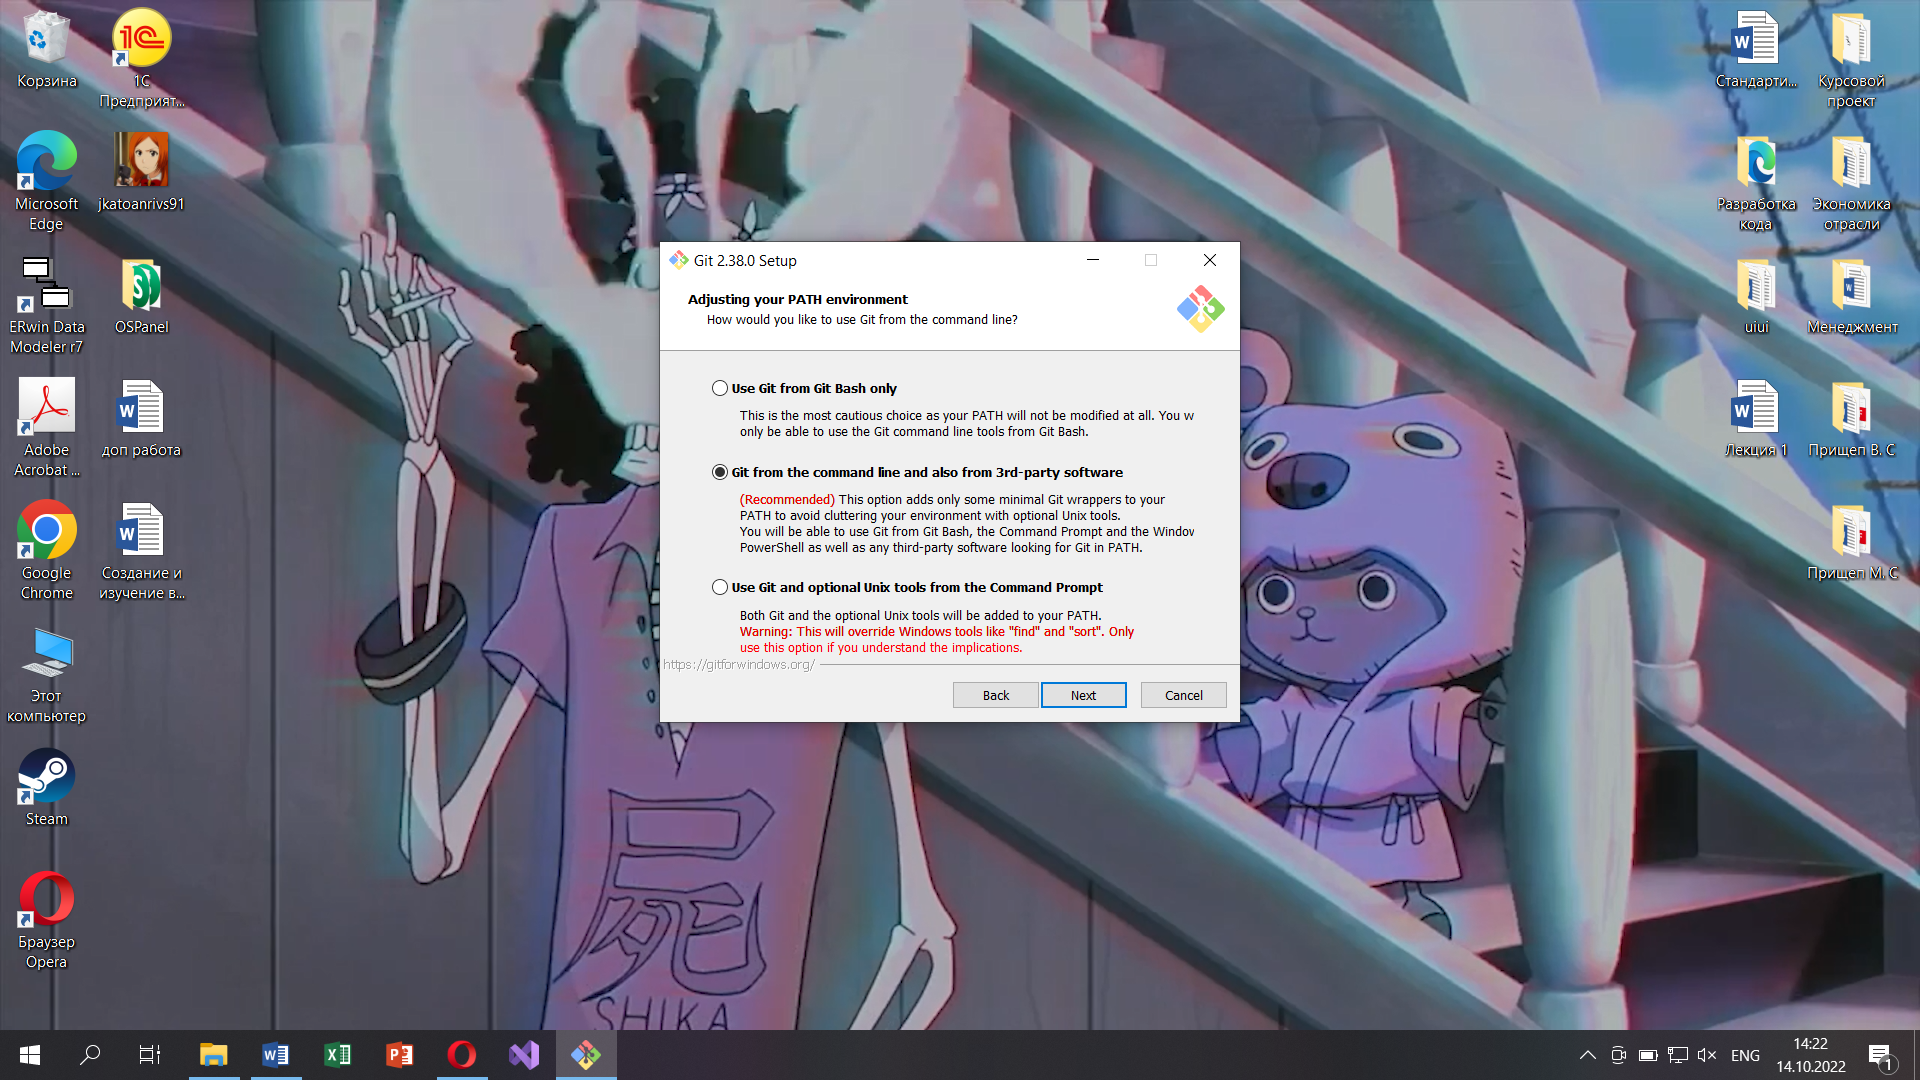 Корзина
1С
Предприят...
Microsoft
Edge
jkatoanrivs91
ERwin Data
Modeler r7
OSPanel
Adobe
Acrobat ...
доп работа
Google
Chrome
Создание и
изучение в...
Этот
компьютер
Steam
Браузер
Opera
Git 2.38.0 Setup
Adjusting your PATH environment
How would you like to use Git from the command line?
Use Git from Git Bash only
This is the most cautious choice as your PATH will not be modified at all. You w
only be able to use the Git command line tools from Git Bash.
Git from the command line and also from 3rd-party software
(Recommended) This option adds only some minimal Git wrappers to your
PATH to avoid cluttering your environment with optional Unix tools.
You will be able to use Git from Git Bash, the Command Prompt and the Window
PowerShell as well as any third-party software looking for Git in PATH.
Use Git and optional Unix tools from the Command Prompt
Both Git and the optional Unix tools will be added to your PATH.
Warning: This will override Windows tools like "find" and "sort". Only
use this option if you understand the implications.
https://gitforwindows.org/
Back
Next
Cancel
屍
SHIKA
Стандарти...
Курсовой
проект
Разработка
кода
Экономика
отрасли
uiui
Менеджмент
Лекция 1
Прищеп В. С
Прищеп М. С
ENG
14:22
14.10.2022
1